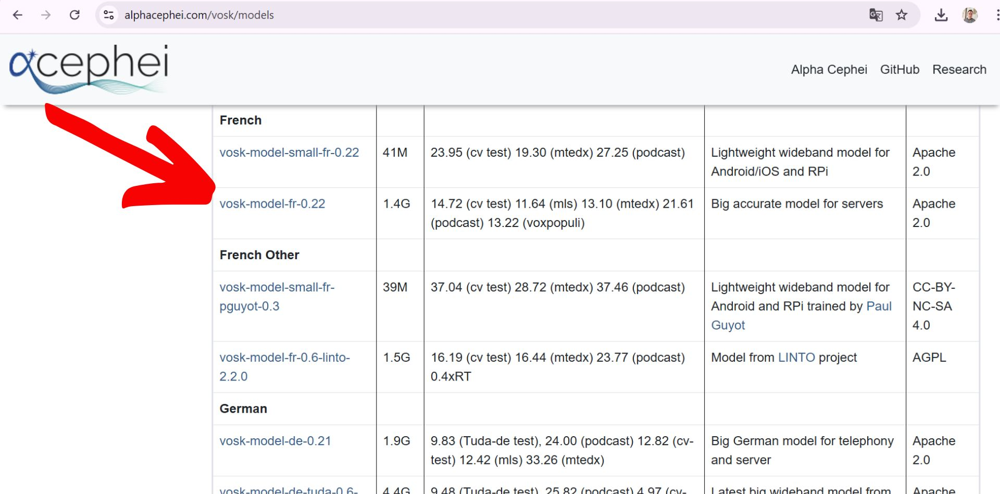 alphacephei.com/vosk/models
αcephei
Alpha Cephei GitHub Research
French
vosk-model-small-fr-0.22 41M 23.95 (cv test) 19.30 (mtedx) 27.25 (podcast) Lightweight wideband model for Apache
Android/iOS and RPi 2.0
vosk-model-fr-0.22 1.4G 14.72 (cv test) 11.64 (mls) 13.10 (mtedx) 21.61 Big accurate model for servers Apache
(podcast) 13.22 (voxpopuli) 2.0
French Other
vosk-model-small-fr- 39M 37.04 (cv test) 28.72 (mtedx) 37.46 (podcast) Lightweight wideband model for CC-BY-
pguyot-0.3 Android and RPi trained by Paul NC-SA
Guyot 4.0
vosk-model-fr-0.6-linto- 1.5G 16.19 (cv test) 16.44 (mtedx) 23.77 (podcast) Model from LINTO project AGPL
2.2.0 0.4xRT
German
vosk-model-de-0.21 1.9G 9.83 (Tuda-de test), 24.00 (podcast) 12.82 (cv- Big German model for telephony Apache
test) 12.42 (mls) 33.26 (mtedx) and server 2.0
vosk-model-de-tuda-0.6- 4.4G 9.48 (Tuda-de test), 25.82 (podcast) 4.97 (cv- Latest big wideband model from Apache